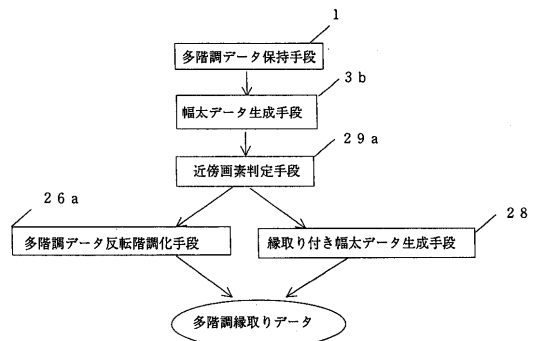 1
多階調データ保持手段
3b
幅太データ生成手段
29a
近傍画素判定手段
26a
多階調データ反転階調化手段
28
縁取り付き幅太データ生成手段
多階調縁取りデータ